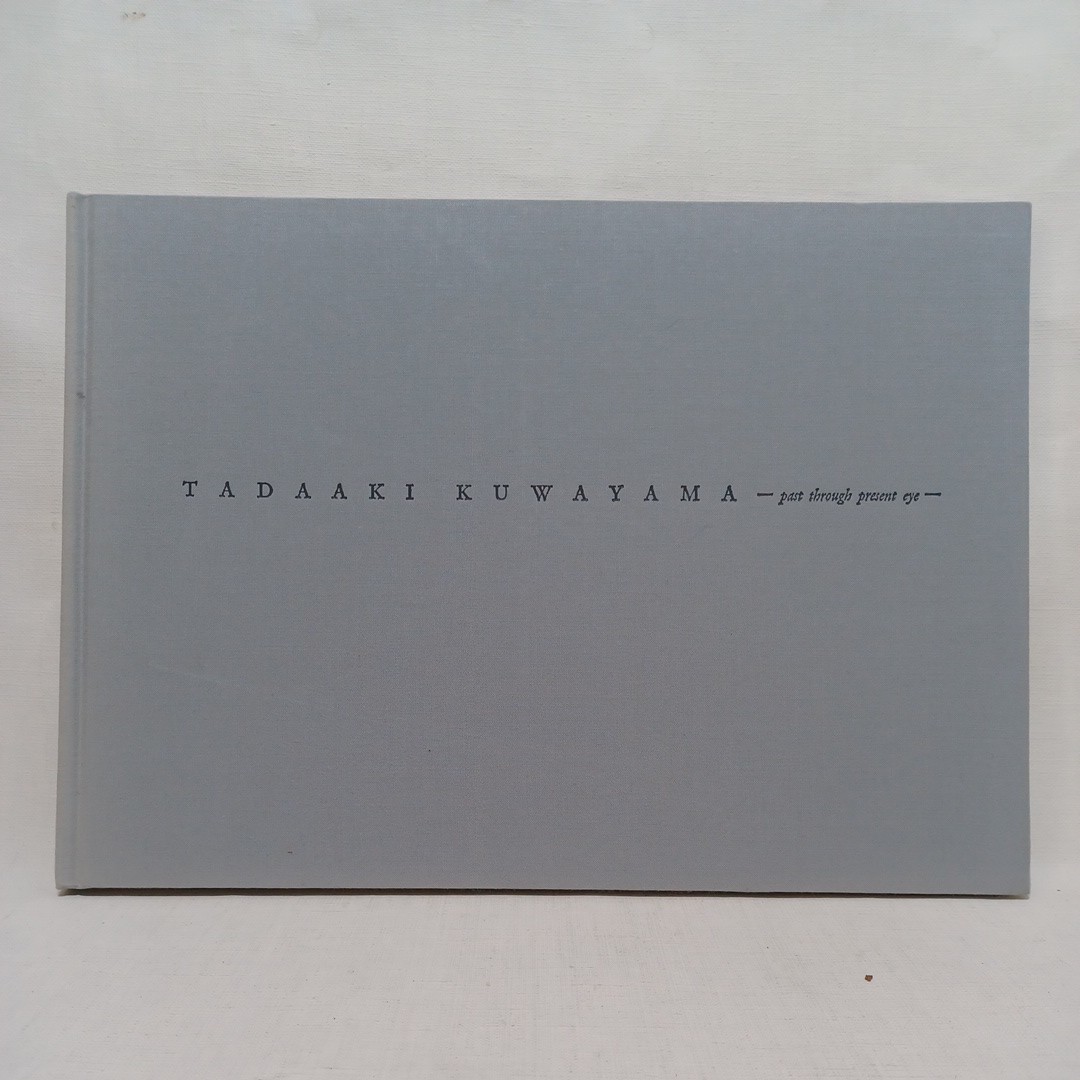 TADAAKI KUWAYAMA — past through present eye —